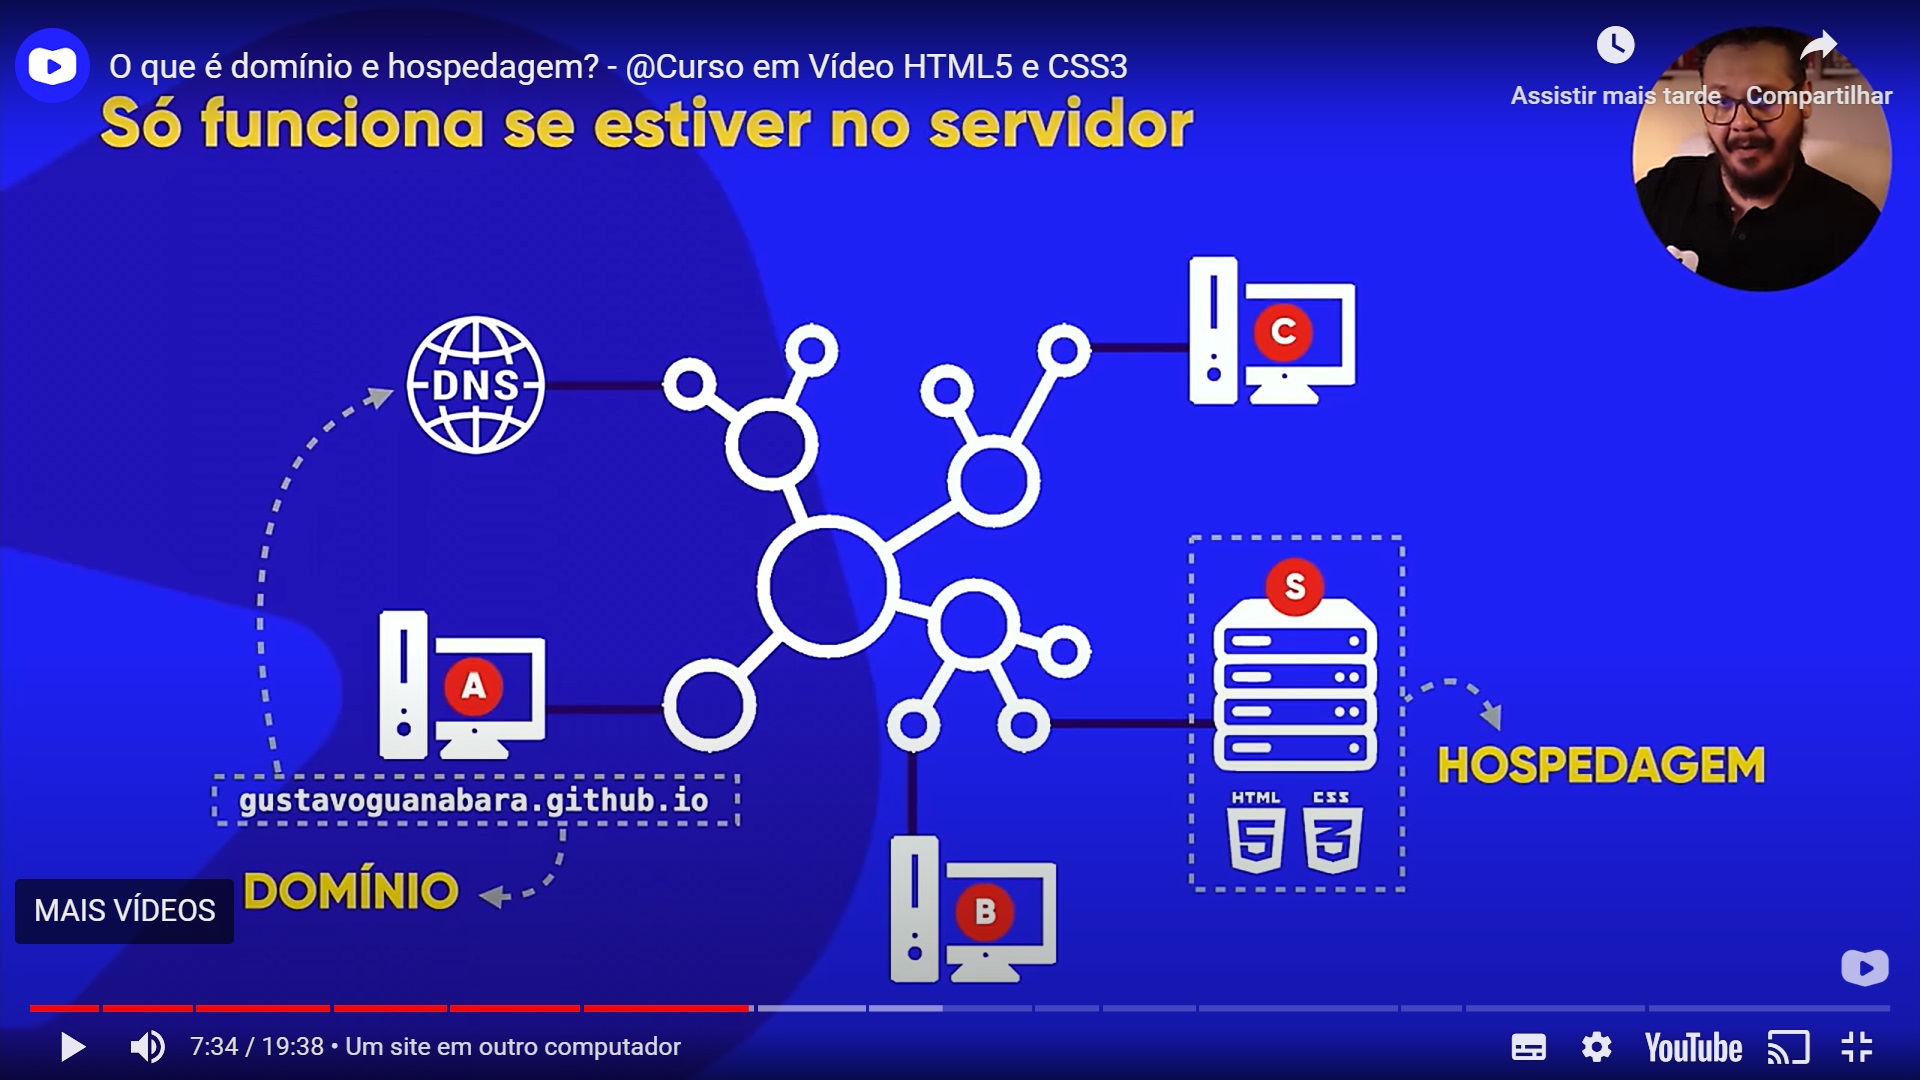 O que é domínio e hospedagem? - @Curso em Vídeo HTML5 e CSS3
Assistir mais tarde
Compartilhar
Só funciona se estiver no servidor
C
DNS
S
A
HOSPEDAGEM
gustavoguanabara.github.io
HTML
5
CSS
3
DOMÍNIO
B
MAIS VÍDEOS
7:34 / 19:38 • Um site em outro computador
YouTube